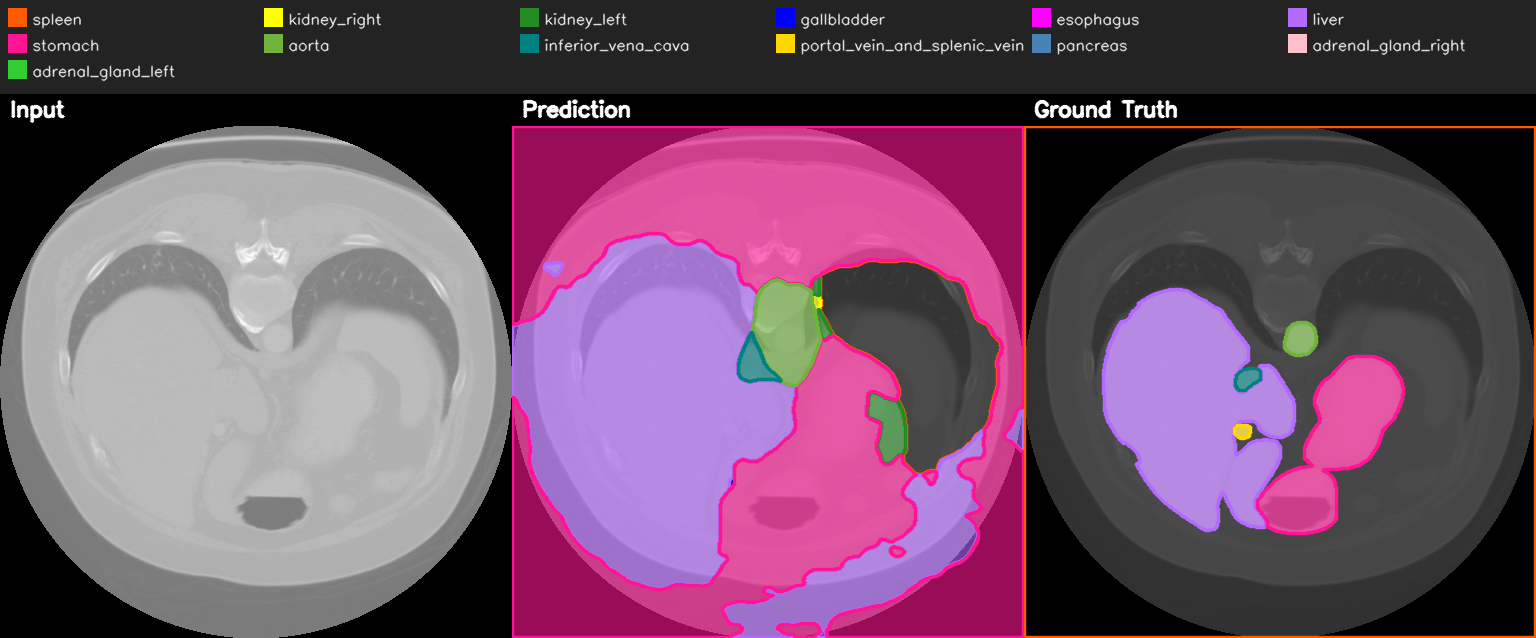 spleen kidney_right kidney_left gallbladder esophagus liver
stomach aorta inferior_vena_cava portal_vein_and_splenic_vein pancreas adrenal_gland_right
adrenal_gland_left
Input Prediction Ground Truth